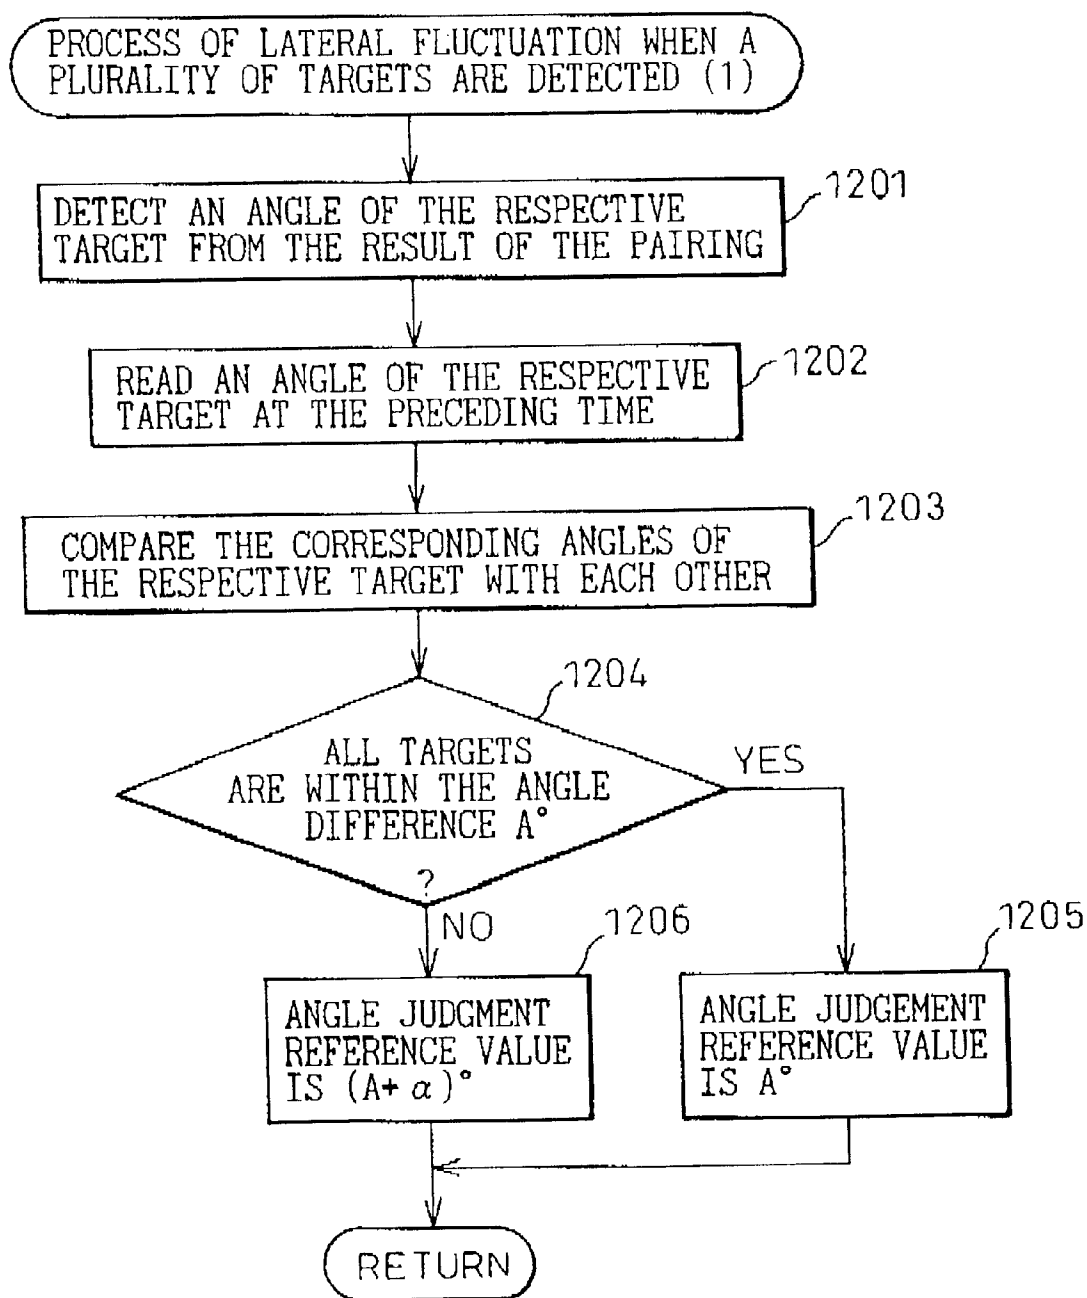 PROCESS OF LATERAL FLUCTUATION WHEN A
PLURALITY OF TARGETS ARE DETECTED (1)
1201
DETECT AN ANGLE OF THE RESPECTIVE
TARGET FROM THE RESULT OF THE PAIRING
1202
READ AN ANGLE OF THE RESPECTIVE
TARGET AT THE PRECEDING TIME
1203
COMPARE THE CORRESPONDING ANGLES OF
THE RESPECTIVE TARGET WITH EACH OTHER
1204
ALL TARGETS
ARE WITHIN THE ANGLE
DIFFERENCE A°
?
YES
NO
1206
ANGLE JUDGMENT
REFERENCE VALUE
IS (A+ α)°
1205
ANGLE JUDGEMENT
REFERENCE VALUE
IS A°
RETURN